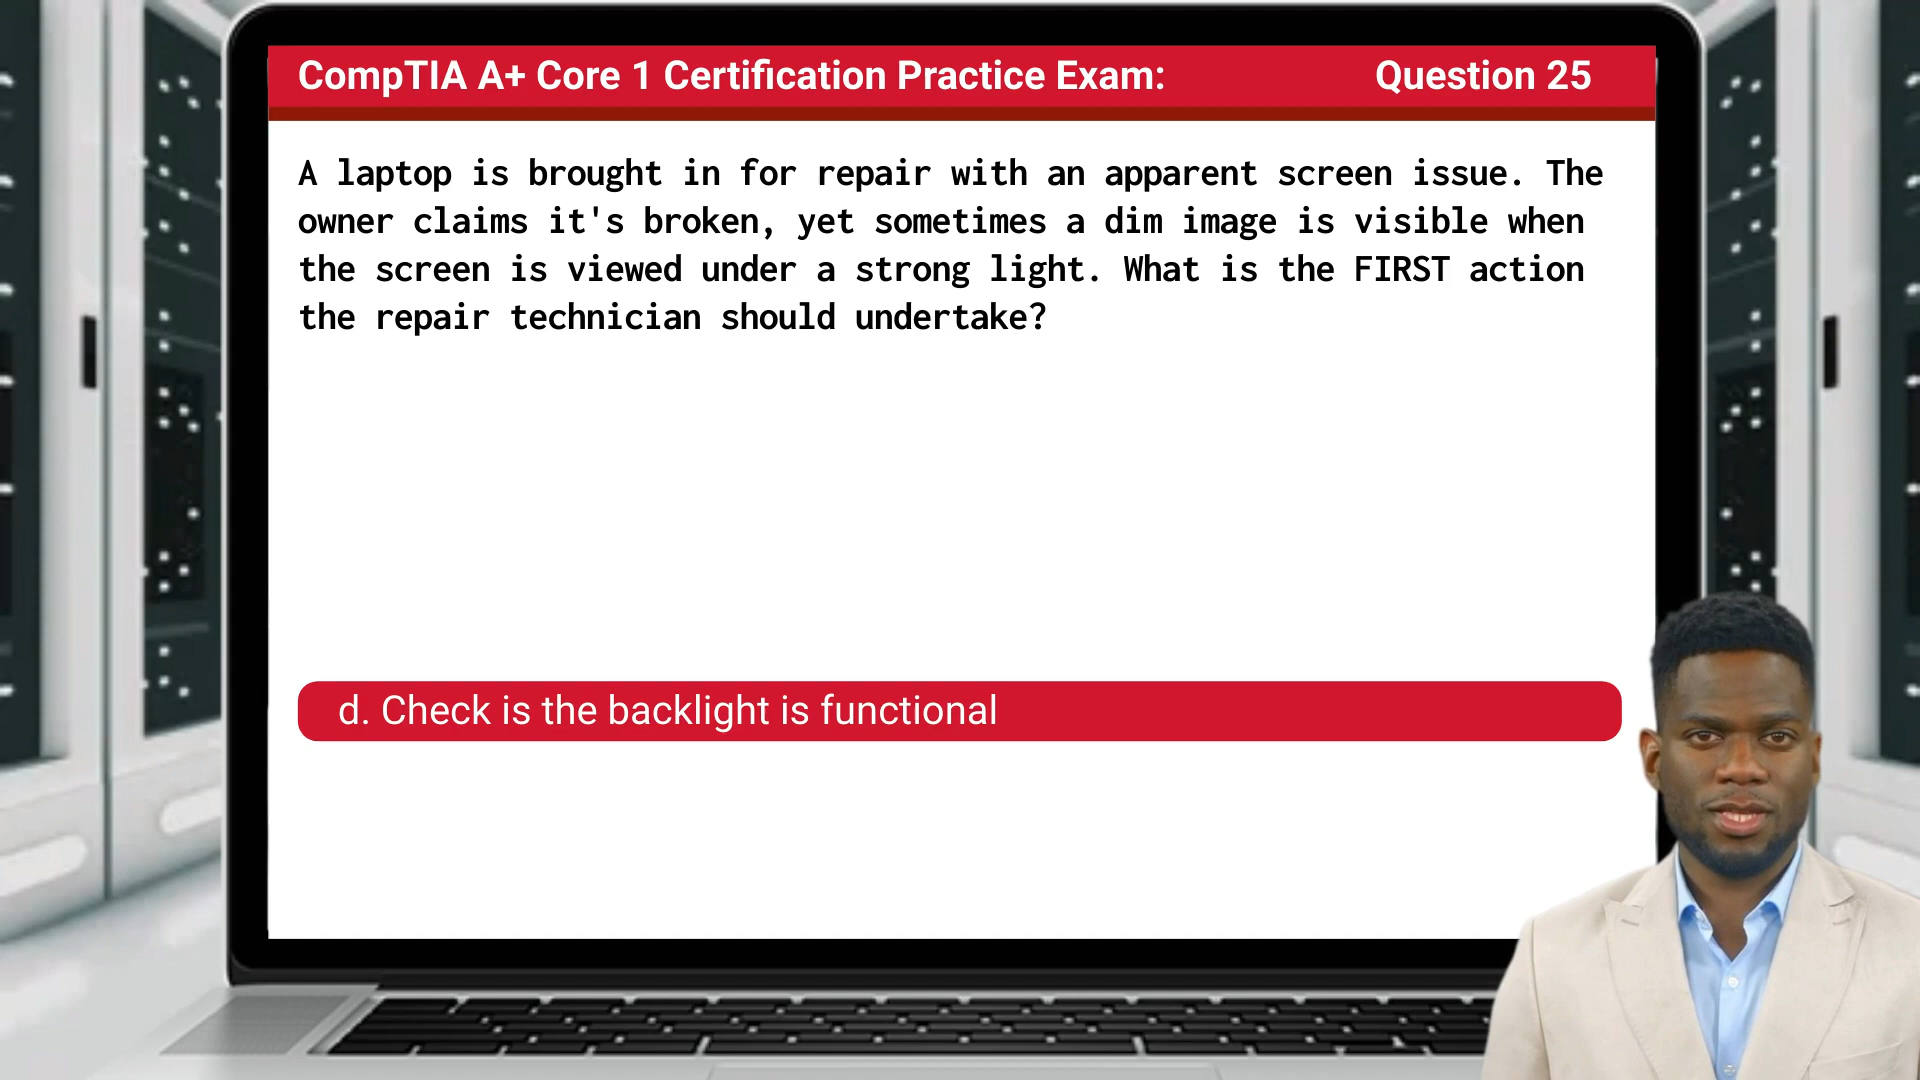 CompTIA A+ Core 1 Certification Practice Exam: Question 25
A laptop is brought in for repair with an apparent screen issue. The
owner claims it's broken, yet sometimes a dim image is visible when
the screen is viewed under a strong light. What is the FIRST action
the repair technician should undertake?
d. Check is the backlight is functional